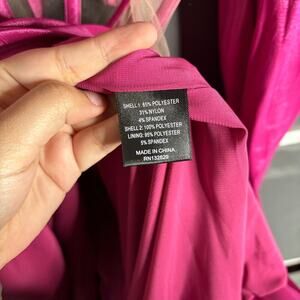 SHELL 1: 65% POLYESTER
31% NYLON
4% SPANDEX
SHELL 2: 100% POLYESTER
LINING: 95% POLYESTER
5% SPANDEX
MADE IN CHINA
RN132629